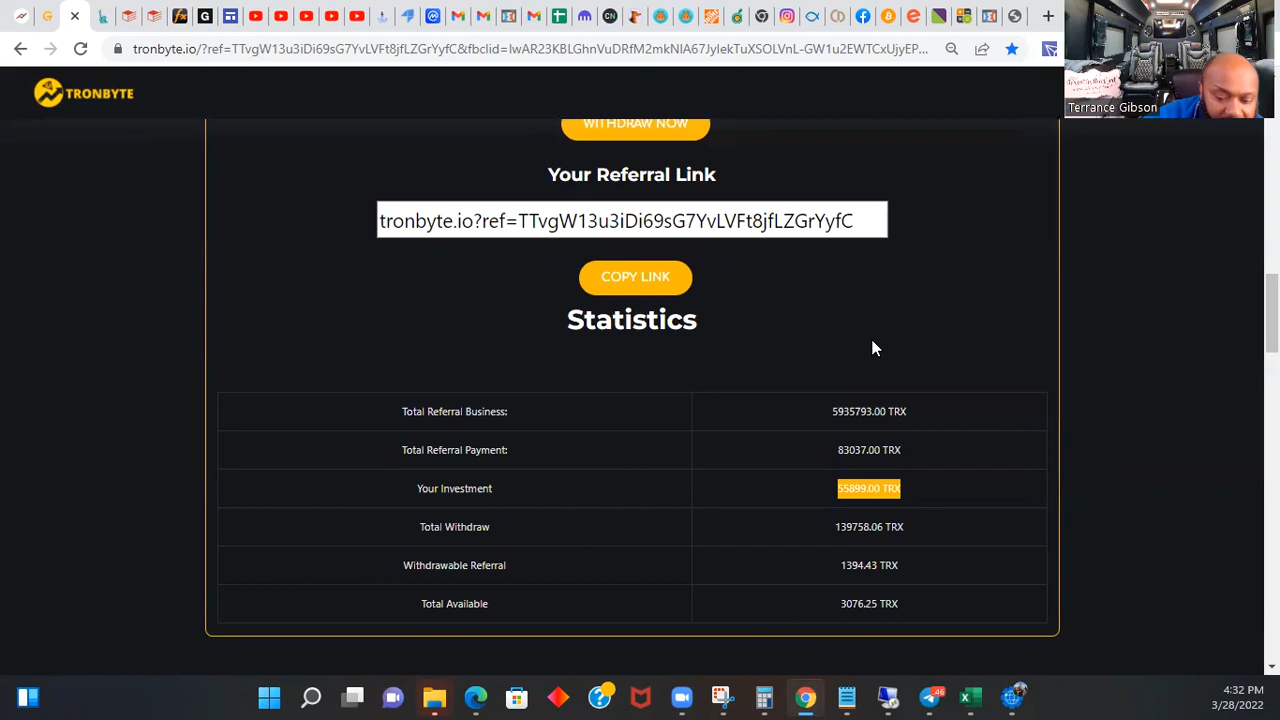 tronbyte.io/?ref=TTvgW13u3iDi69sG7YvLVFt8jfLZGrYyfC&fbclid=IwAR23KBLGhnVuDRfM2mkNIA67JylekTuXSOLVnL-GW1u2EWTCxUjyEP...
TRONBYTE
Terrance Gibson
WITHDRAW NOW
Your Referral Link
tronbyte.io?ref=TTvgW13u3iDi69sG7YvLVFt8jfLZGrYyfC
COPY LINK
Statistics
Total Referral Business: 5935793.00 TRX
Total Referral Payment: 83037.00 TRX
Your Investment 55899.00 TRX
Total Withdraw 139758.06 TRX
Withdrawable Referral 1394.43 TRX
Total Available 3076.25 TRX
46
4:32 PM
3/28/2022